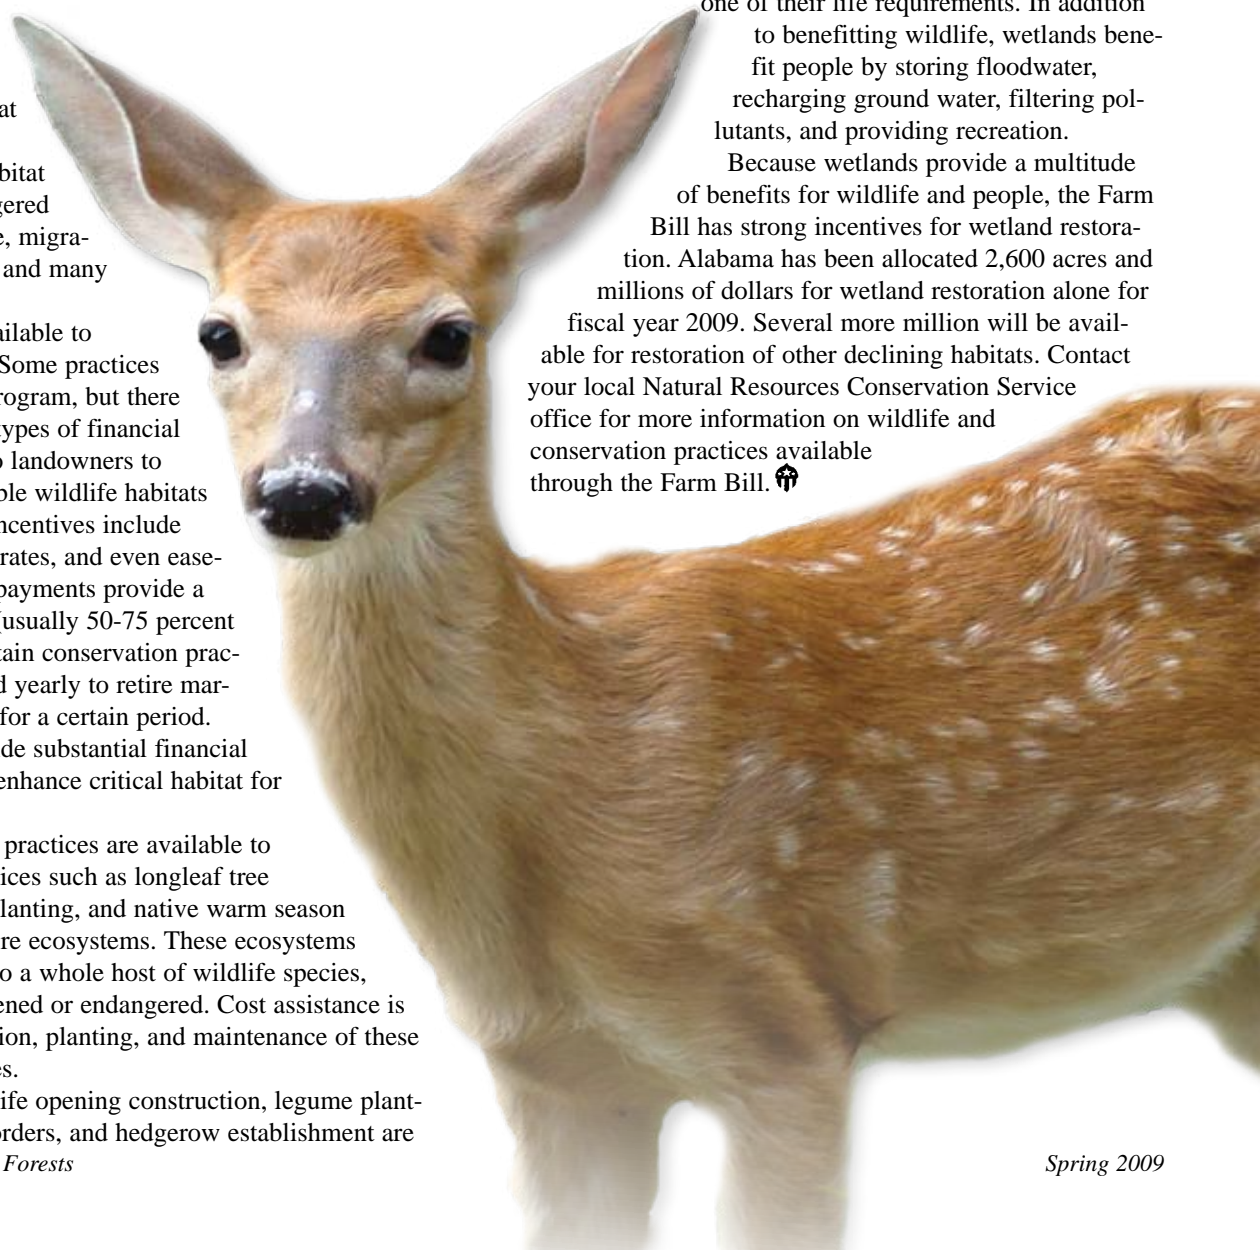 at
bitat
gered
e, migra-
and many
ailable to
Some practices
rogram, but there
types of financial
o landowners to
ble wildlife habitats
ncentives include
rates, and even ease-
payments provide a
(usually 50-75 percent
tain conservation prac-
d yearly to retire mar-
for a certain period.
de substantial financial
enhance critical habitat for
practices are available to
ices such as longleaf tree
lanting, and native warm season
re ecosystems. These ecosystems
o a whole host of wildlife species,
ened or endangered. Cost assistance is
ion, planting, and maintenance of these
es.
ife opening construction, legume plant-
orders, and hedgerow establishment are
one of their life requirements. In addition
to benefitting wildlife, wetlands bene-
fit people by storing floodwater,
recharging ground water, filtering pol-
lutants, and providing recreation.
Because wetlands provide a multitude
of benefits for wildlife and people, the Farm
Bill has strong incentives for wetland restora-
tion. Alabama has been allocated 2,600 acres and
millions of dollars for wetland restoration alone for
fiscal year 2009. Several more million will be avail-
able for restoration of other declining habitats. Contact
your local Natural Resources Conservation Service
office for more information on wildlife and
conservation practices available
through the Farm Bill.
Forests
Spring 2009